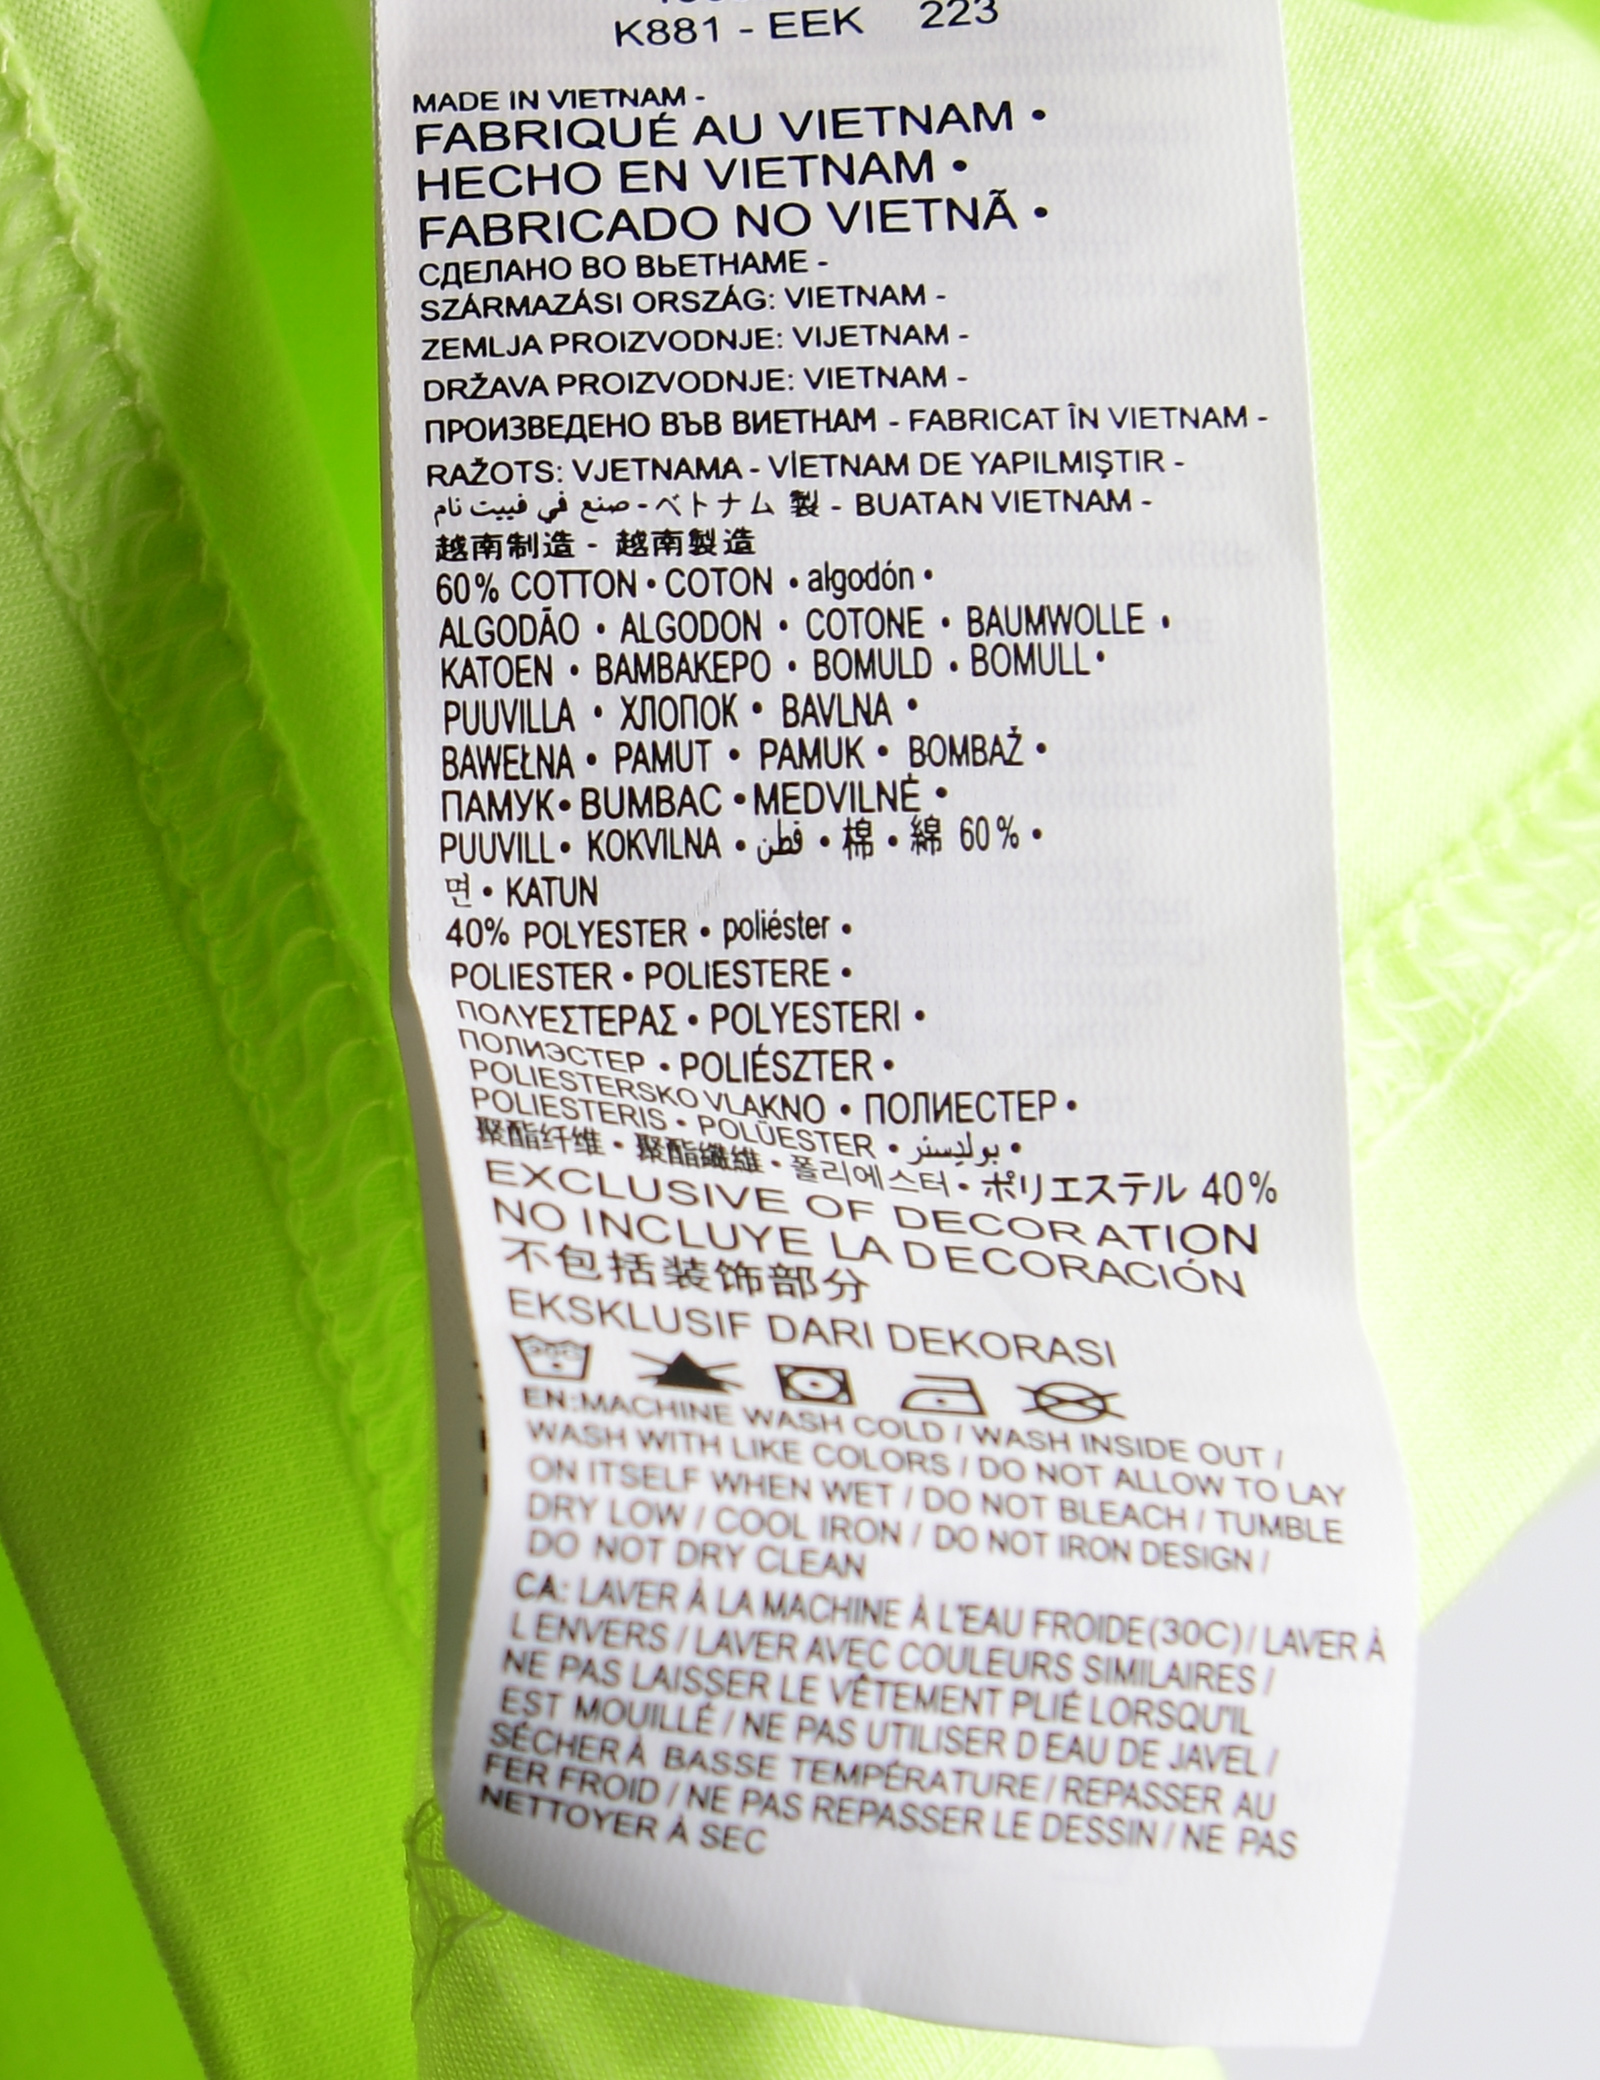 K881 - EEK 223
MADE IN VIETNAM -
FABRIQUÉ AU VIETNAM •
HECHO EN VIETNAM •
FABRICADO NO VIETNÃ •
СДЕЛАНО ВО ВЬЕТНАМЕ -
SZÁRMAZÁSI ORSZÁG: VIETNAM -
ZEMLJA PROIZVODNJE: VIJETNAM -
DRŽAVA PROIZVODNJE: VIETNAM -
ПРОИЗВЕДЕНО ВЪВ ВИЕТНАМ - FABRICAT ÎN VIETNAM -
RAŽOTS: VJETNAMA - VİETNAM DE YAPILMIŞTIR -
صنع في فييت نام - ベトナム 製 - BUATAN VIETNAM -
越南制造 - 越南製造
60% COTTON • COTON • algodón •
ALGODÃO • ALGODON • COTONE • BAUMWOLLE •
KATOEN • ΒΑΜΒΑΚΕΡΟ • BOMULD • BOMULL •
PUUVILLA • ХЛОПОК • BAVLNA •
BAWEŁNA • PAMUT • PAMUK • BOMBAŽ •
ПАМУК • BUMBAC • MEDVILNĖ •
PUUVILL • KOKVILNA • قطن • 棉 • 綿 60% •
면 • KATUN
40% POLYESTER • poliéster •
POLIESTER • POLIESTERE •
ΠΟΛΥΕΣΤΕΡΑΣ • POLYESTERI •
ПОЛИЭСТЕР • POLIÉSZTER •
POLIESTERSKO VLAKNO • ПОЛИЕСТЕР •
POLIESTERIS • POLÜESTER • بوليستر •
聚酯纤维 • 聚酯纖維 • 폴리에스터 • ポリエステル 40%
EXCLUSIVE OF DECORATION
NO INCLUYE LA DECORACIÓN
不包括装饰部分
EKSKLUSIF DARI DEKORASI
EN:MACHINE WASH COLD / WASH INSIDE OUT /
WASH WITH LIKE COLORS / DO NOT ALLOW TO LAY
ON ITSELF WHEN WET / DO NOT BLEACH / TUMBLE
DRY LOW / COOL IRON / DO NOT IRON DESIGN /
DO NOT DRY CLEAN
CA: LAVER À LA MACHINE À L'EAU FROIDE(30C) / LAVER À
L ENVERS / LAVER AVEC COULEURS SIMILAIRES /
NE PAS LAISSER LE VÊTEMENT PLIÉ LORSQU'IL
EST MOUILLÉ / NE PAS UTILISER D EAU DE JAVEL /
SÉCHER À BASSE TEMPÉRATURE / REPASSER AU
FER FROID / NE PAS REPASSER LE DESSIN / NE PAS
NETTOYER À SEC